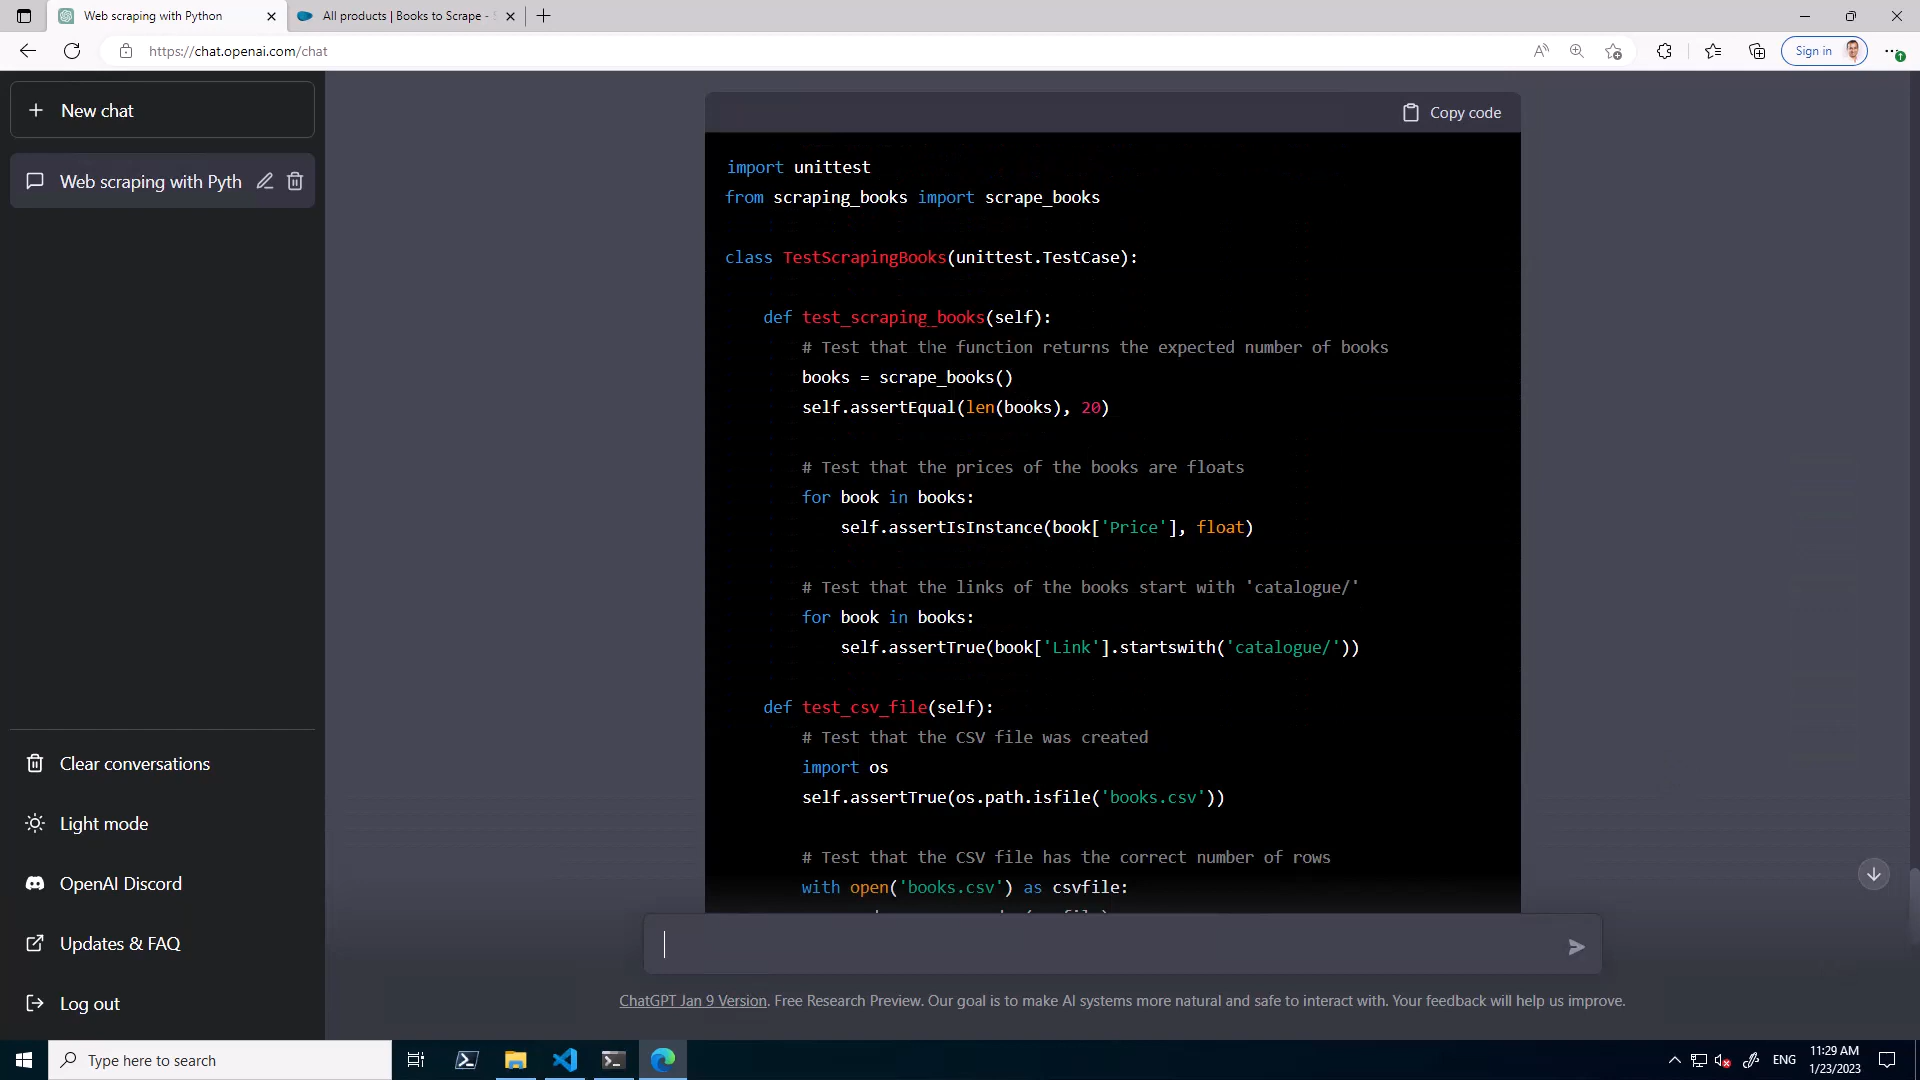 Web scraping with Python
All products | Books to Scrape -
https://chat.openai.com/chat
Sign in
New chat
Web scraping with Pyth
Clear conversations
Light mode
OpenAI Discord
Updates & FAQ
Log out
Copy code
import unittest
from scraping_books import scrape_books
class TestScrapingBooks(unittest.TestCase):
def test_scraping_books(self):
# Test that the function returns the expected number of books
books = scrape_books()
self.assertEqual(len(books), 20)
# Test that the prices of the books are floats
for book in books:
self.assertIsInstance(book['Price'], float)
# Test that the links of the books start with 'catalogue/'
for book in books:
self.assertTrue(book['Link'].startswith('catalogue/'))
def test_csv_file(self):
# Test that the CSV file was created
import os
self.assertTrue(os.path.isfile('books.csv'))
# Test that the CSV file has the correct number of rows
with open('books.csv') as csvfile:
ChatGPT Jan 9 Version. Free Research Preview. Our goal is to make AI systems more natural and safe to interact with. Your feedback will help us improve.
Type here to search
ENG
11:29 AM
1/23/2023